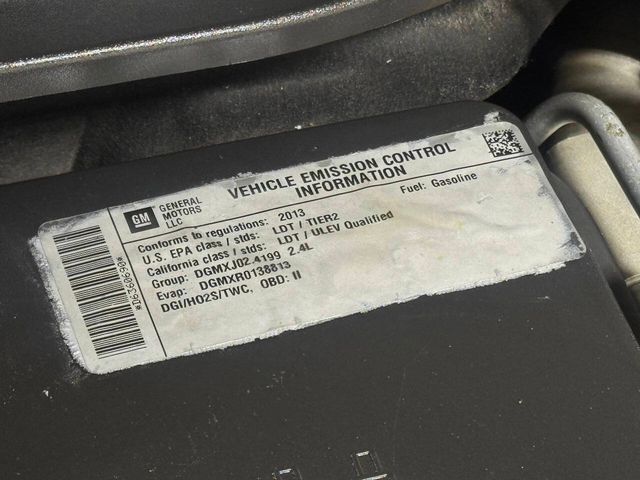 GM
GENERAL
MOTORS
LLC
VEHICLE EMISSION CONTROL
INFORMATION
Conforms to regulations: 2013
Fuel: Gasoline
U.S. EPA class / stds: LDT / TIER2
California class / stds: LDT / ULEV Qualified
Group: DGMXJ02.4199 2.4L
Evap: DGMXR0138813
DGI/HO2S/TWC, OBD: II